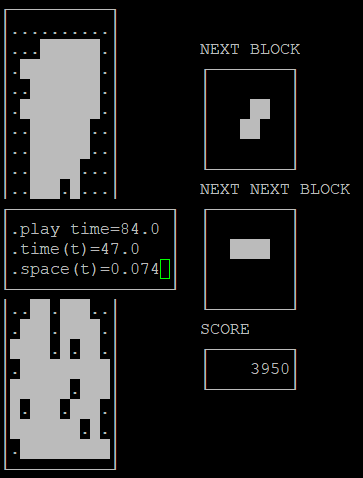 NEXT BLOCK
NEXT NEXT BLOCK
.play time=84.0
.time(t)=47.0
.space(t)=0.074
SCORE
3950